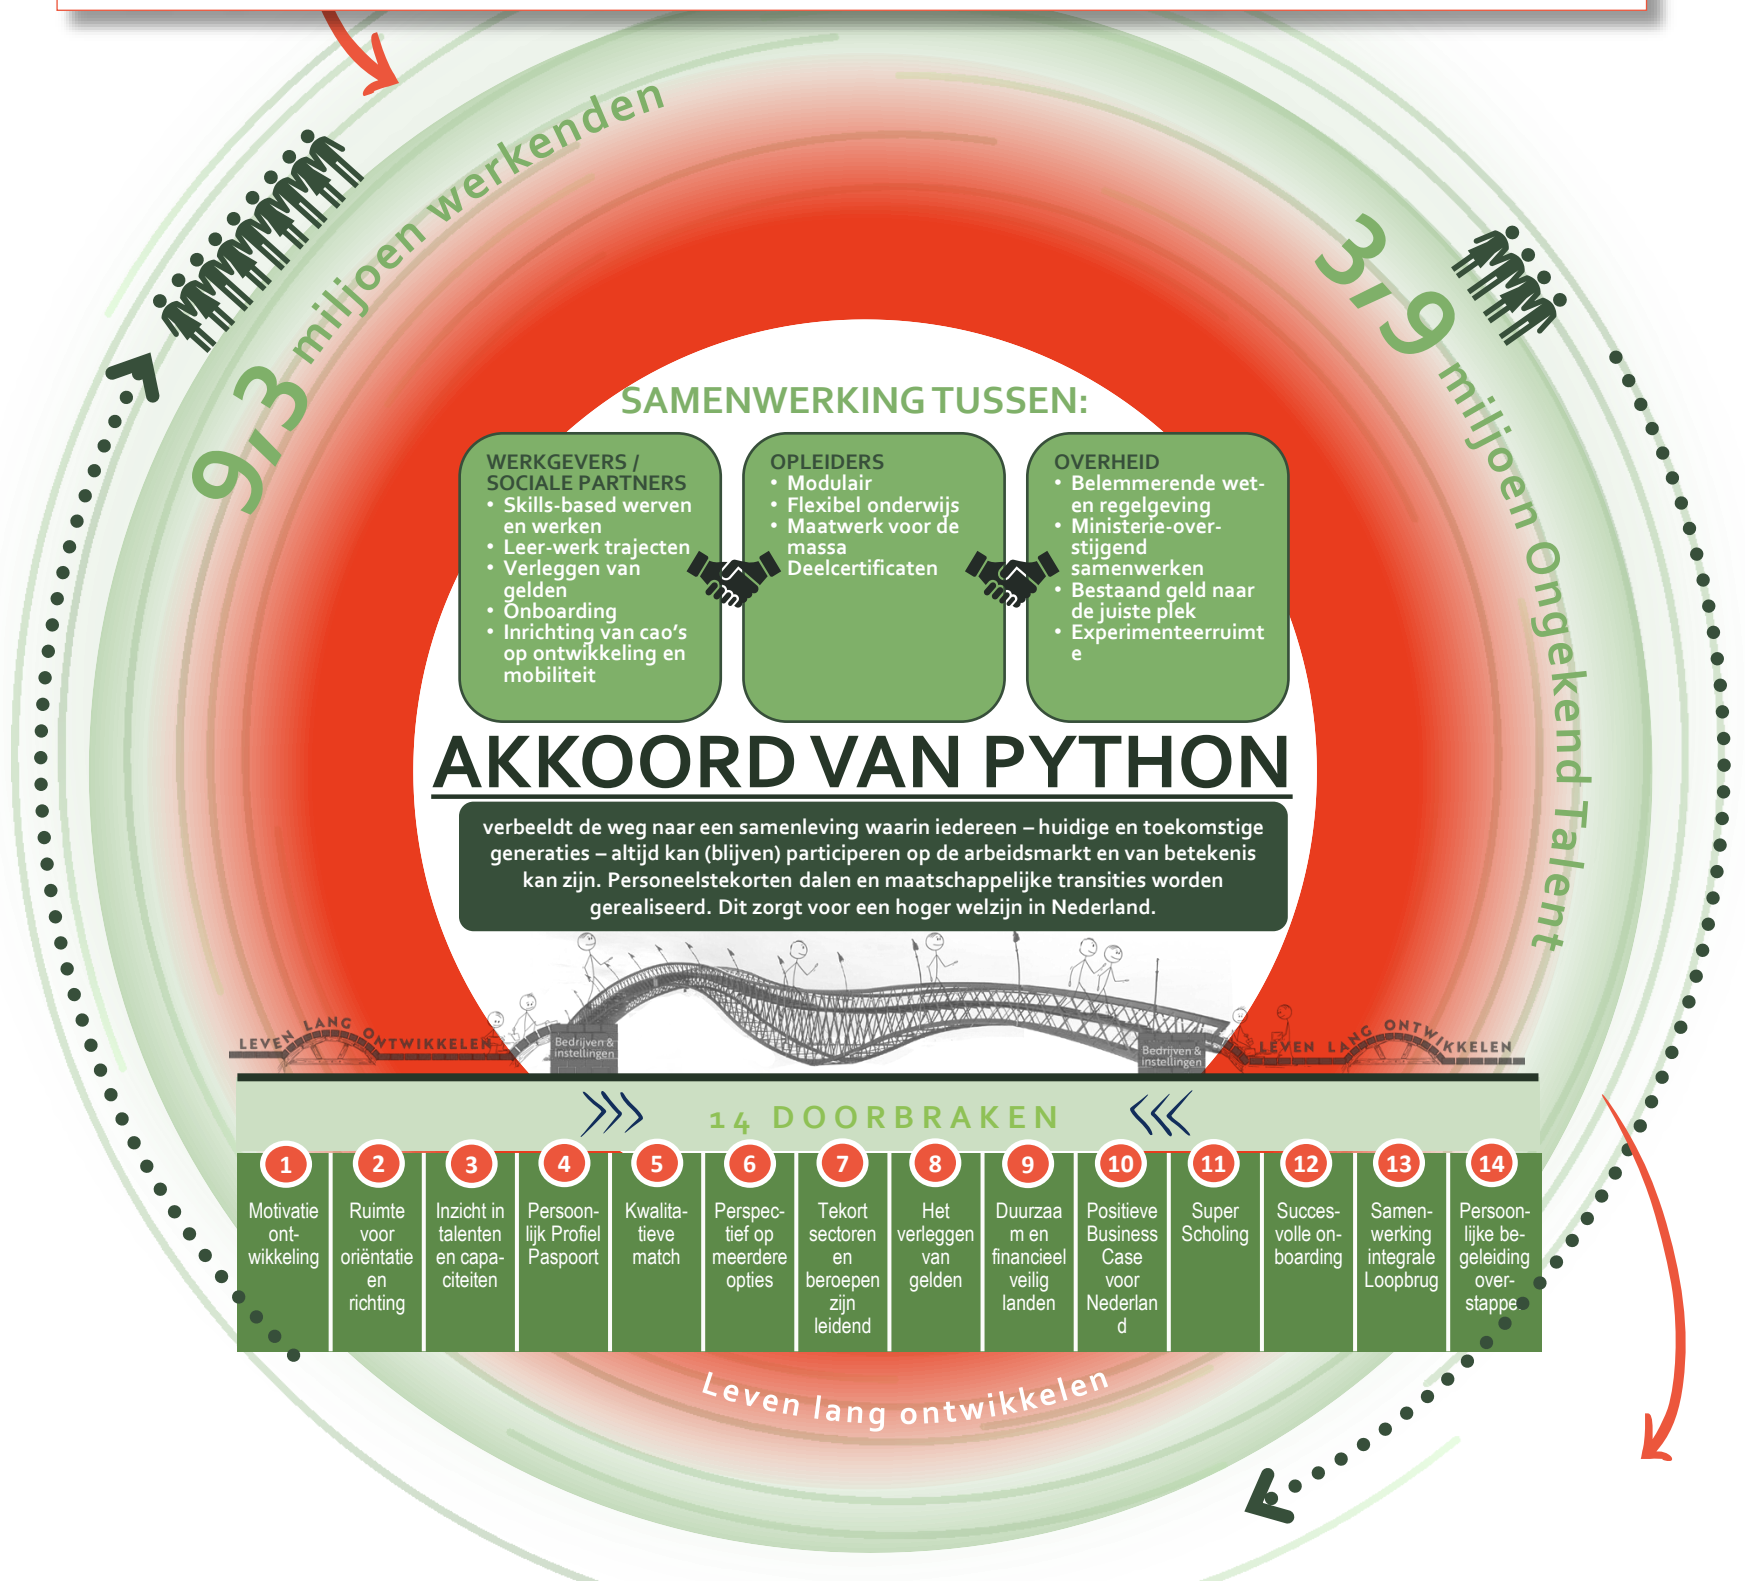 9,3 miljoen werkenden
3,9 miljoen Ongekend Talent
SAMENWERKING TUSSEN:
WERKGEVERS /
SOCIALE PARTNERS
• Skills-based werven
en werken
• Leer-werk trajecten
• Verleggen van
gelden
• Onboarding
• Inrichting van cao's
op ontwikkeling en
mobiliteit
OPLEIDERS
• Modulair
• Flexibel onderwijs
• Maatwerk voor de
massa
Deelcertificaten
OVERHEID
• Belemmerende wet-
en regelgeving
• Ministerie-over-
stijgend
samenwerken
• Bestaand geld naar
de juiste plek
• Experimenteerruimt
e
AKKOORD VAN PYTHON
verbeeldt de weg naar een samenleving waarin iedereen – huidige en toekomstige
generaties – altijd kan (blijven) participeren op de arbeidsmarkt en van betekenis
kan zijn. Personeelstekorten dalen en maatschappelijke transities worden
gerealiseerd. Dit zorgt voor een hoger welzijn in Nederland.
LEVEN LANG ONTWIKKELEN
Bedrijven &
instellingen
Bedrijven &
instellingen
LEVEN LANG ONTWIKKELEN
14 DOORBRAKEN
1
Motivatie
ont-
wikkeling
2
Ruimte
voor
oriëntatie
en
richting
3
Inzicht in
talenten
en capa-
citeiten
4
Persoon-
lijk Profiel
Paspoort
5
Kwalita-
tieve
match
6
Perspec-
tief op
meerdere
opties
7
Tekort
sectoren
en
beroepen
zijn
leidend
8
Het
verleggen
van
gelden
9
Duurzaa
m en
financieel
veilig
landen
10
Positieve
Business
Case
voor
Nederlan
d
11
Super
Scholing
12
Succes-
volle on-
boarding
13
Samen-
werking
integrale
Loopbrug
14
Persoon-
lijke be-
geleiding
over-
stappen
Leven lang ontwikkelen